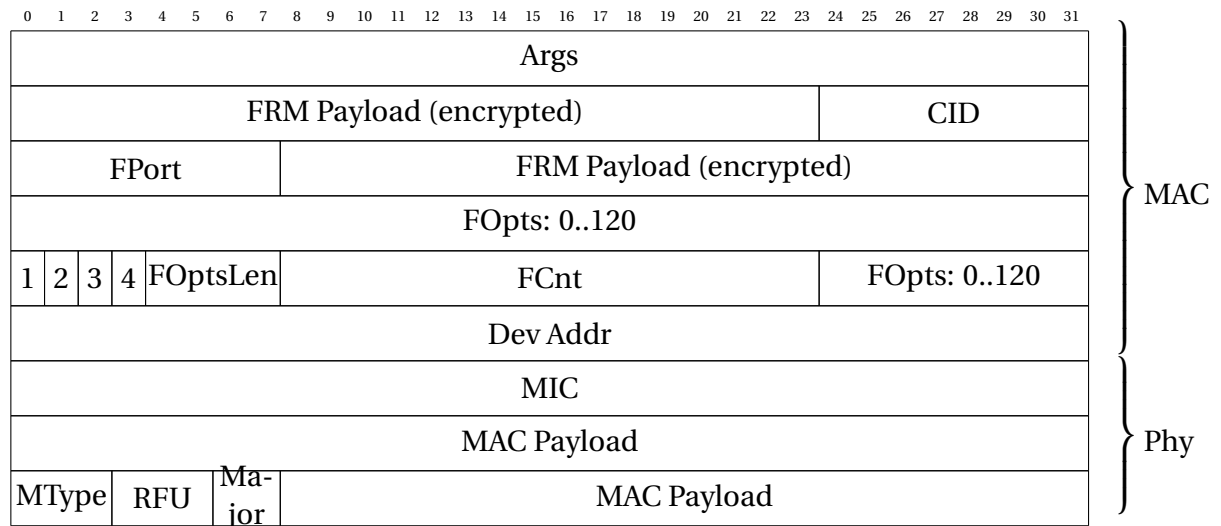 0 1 2 3 4 5 6 7 8 9 10 11 12 13 14 15 16 17 18 19 20 21 22 23 24 25 26 27 28 29 30 31
Args
FRM Payload (encrypted) CID
FPort FRM Payload (encrypted)
MAC
FOpts: 0..120
1 2 3 4 FOptsLen FCnt FOpts: 0..120
Dev Addr
MIC
MAC Payload
Phy
MType RFU Ma-
jor
MAC Payload